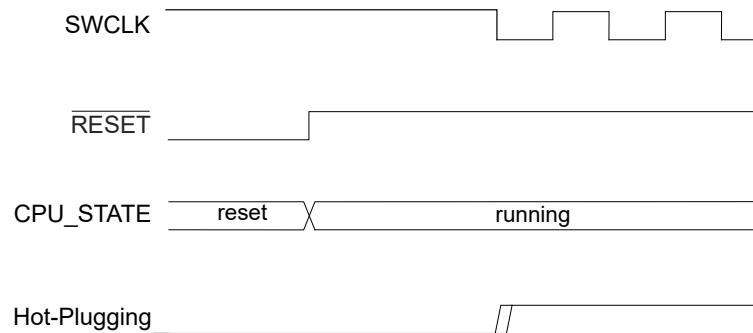 SWCLK
RESET
CPU_STATE reset running
Hot-Plugging